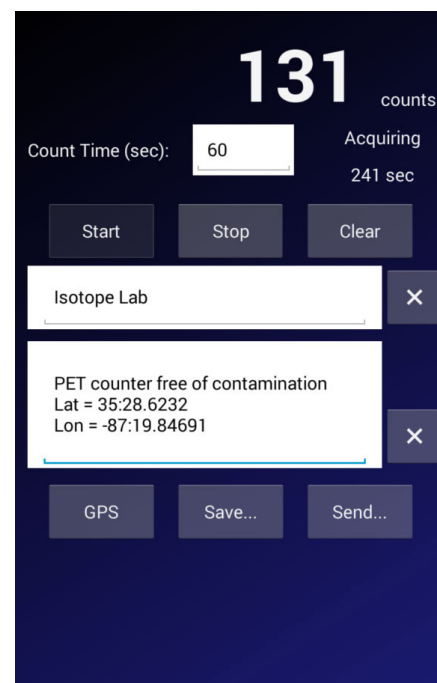 131 counts
Count Time (sec): 60 Acquiring
241 sec
Start Stop Clear
Isotope Lab ×
PET counter free of contamination
Lat = 35:28.6232
Lon = -87:19.84691 ×
GPS Save... Send...